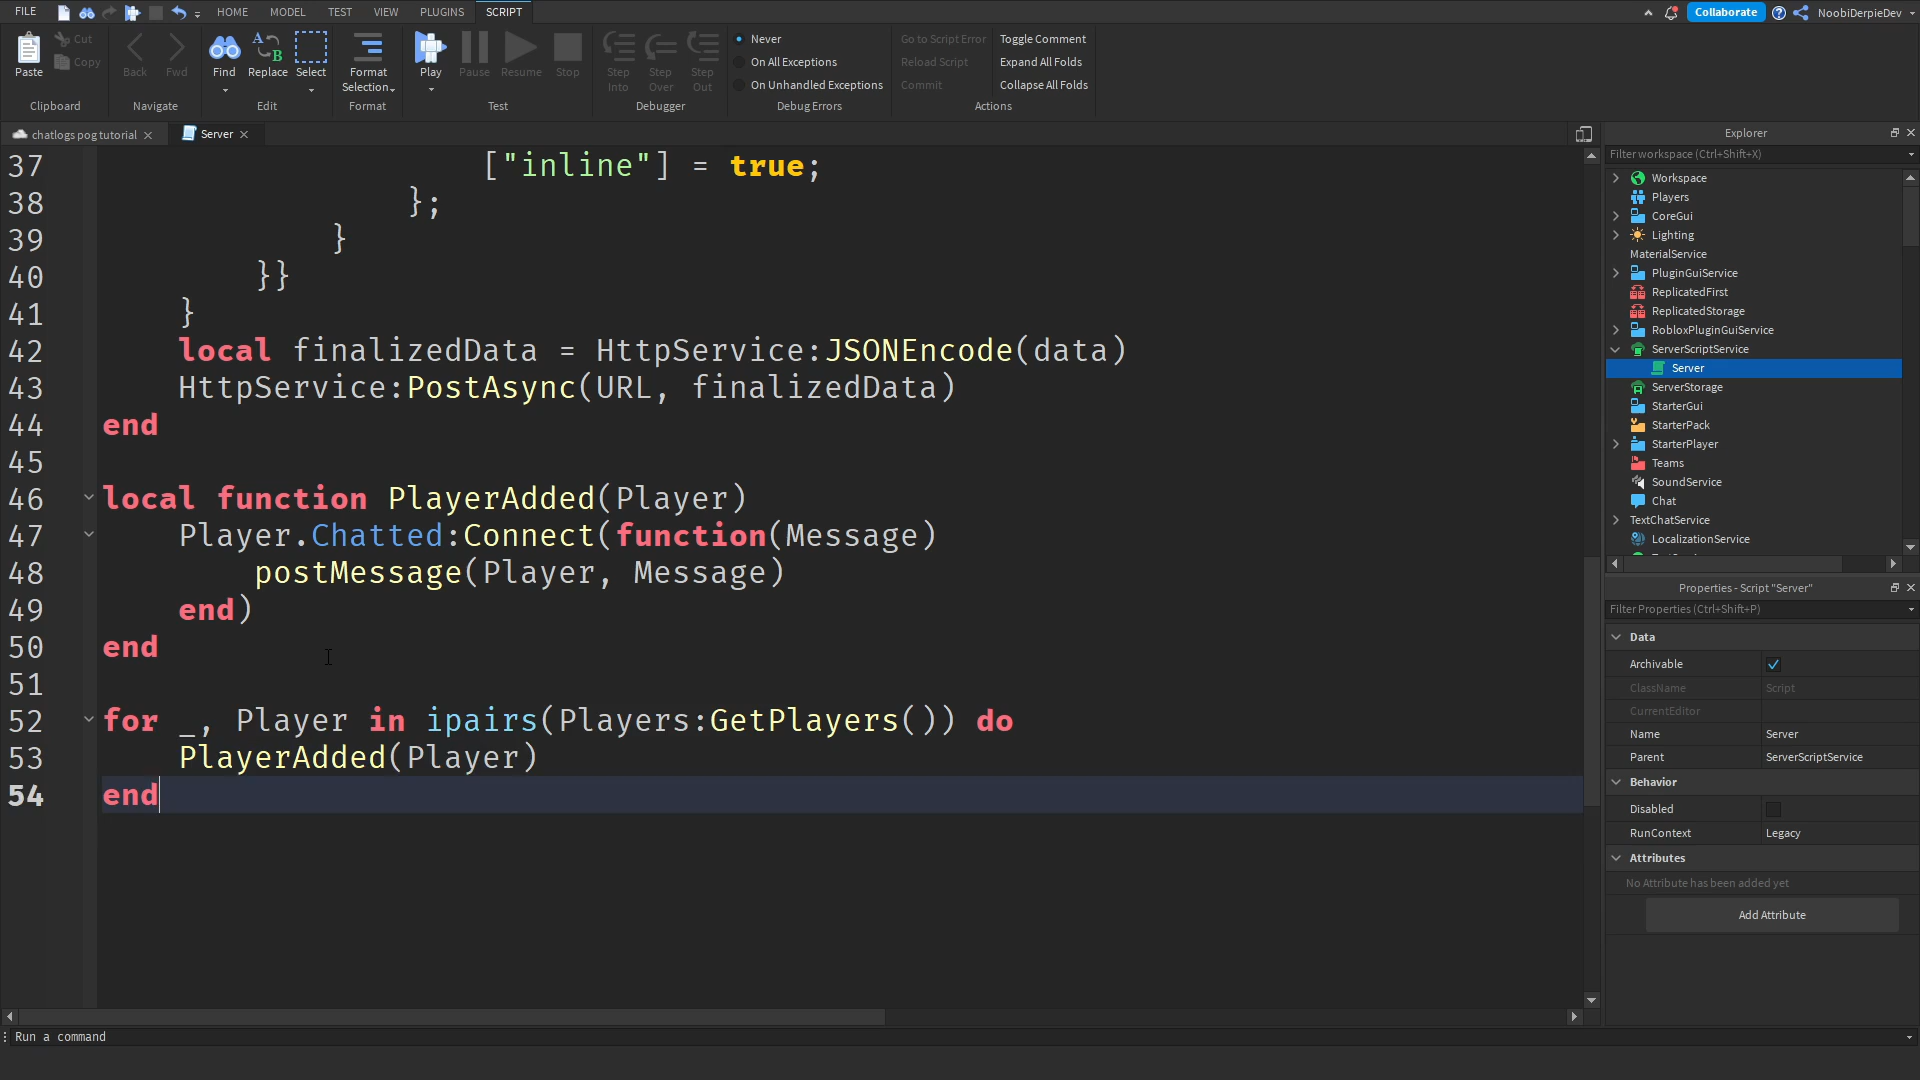 FILE HOME MODEL TEST VIEW PLUGINS SCRIPT Collaborate NoobiDerpieDev
Paste Cut Copy
Clipboard
Back Fwd
Navigate
Find Replace Select
Edit
Format Selection
Format
Play Pause Resume Stop
Test
Step Into Step Over Step Out
Debugger
Never
On All Exceptions
On Unhandled Exceptions
Debug Errors
Go to Script Error Toggle Comment
Reload Script Expand All Folds
Commit Collapse All Folds
Actions
chatlogs pog tutorial Server
37 ["inline"] = true;
38 };
39 }
40 }}
41 }
42 local finalizedData = HttpService:JSONEncode(data)
43 HttpService:PostAsync(URL, finalizedData)
44 end
45
46 local function PlayerAdded(Player)
47 Player.Chatted:Connect(function(Message)
48 postMessage(Player, Message)
49 end)
50 end
51
52 for _, Player in ipairs(Players:GetPlayers()) do
53 PlayerAdded(Player)
54 end
Run a command
Explorer
Filter workspace (Ctrl+Shift+X)
Workspace
Players
CoreGui
Lighting
MaterialService
PluginGuiService
ReplicatedFirst
ReplicatedStorage
RobloxPluginGuiService
ServerScriptService
Server
ServerStorage
StarterGui
StarterPack
StarterPlayer
Teams
SoundService
Chat
TextChatService
LocalizationService
Properties - Script "Server"
Filter Properties (Ctrl+Shift+P)
Data
Archivable
ClassName Script
CurrentEditor
Name Server
Parent ServerScriptService
Behavior
Disabled
RunContext Legacy
Attributes
No Attribute has been added yet
Add Attribute